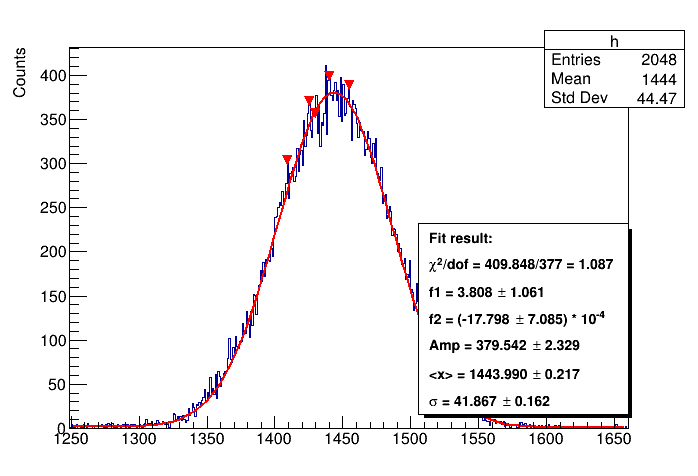 h
Entries 2048
Mean 1444
Std Dev 44.47
Counts
400
350
300
250
200
150
100
50
0
Fit result:
χ²/dof = 409.848/377 = 1.087
f1 = 3.808 ± 1.061
f2 = (-17.798 ± 7.085) * 10⁻⁴
Amp = 379.542 ± 2.329
<x> = 1443.990 ± 0.217
σ = 41.867 ± 0.162
1250 1300 1350 1400 1450 1500 1550 1600 1650